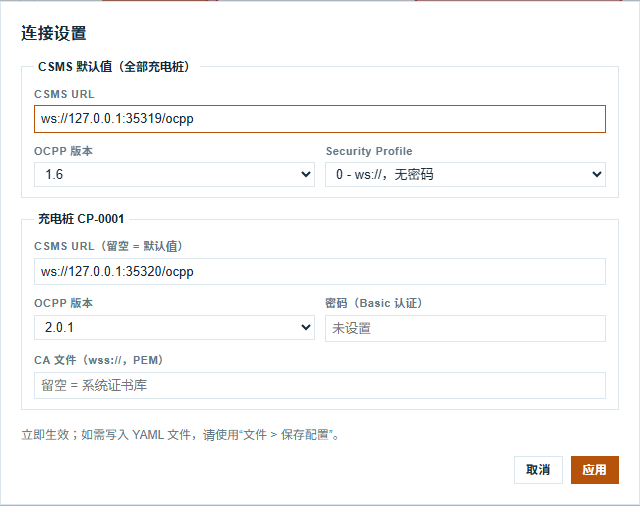 连接设置
CSMS 默认值（全部充电桩）
CSMS URL
ws://127.0.0.1:35319/ocpp
OCPP 版本
Security Profile
1.6
0 - ws://，无密码
充电桩 CP-0001
CSMS URL（留空 = 默认值）
ws://127.0.0.1:35320/ocpp
OCPP 版本
密码（Basic 认证）
2.0.1
未设置
CA 文件（wss://，PEM）
留空 = 系统证书库
立即生效；如需写入 YAML 文件，请使用“文件 > 保存配置”。
取消
应用